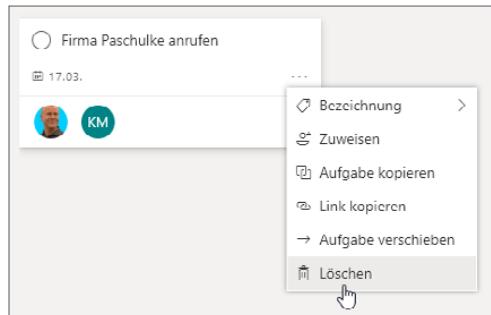 Firma Paschulke anrufen
17.03.
...
KM
Bezeichnung
Zuweisen
Aufgabe kopieren
Link kopieren
Aufgabe verschieben
Löschen